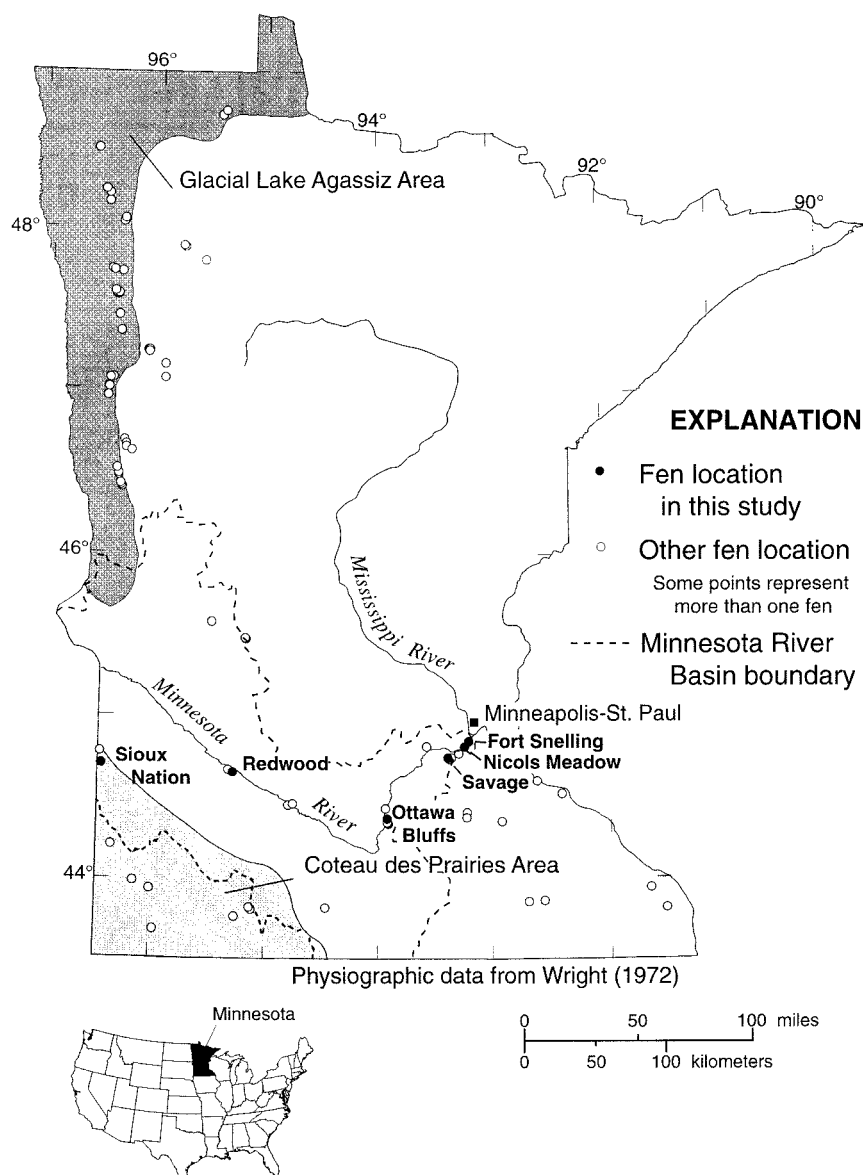 96°
94°
92°
90°
Glacial Lake Agassiz Area
48°
EXPLANATION
Fen location
in this study
Other fen location
Some points represent
more than one fen
Minnesota River
Basin boundary
46°
Mississippi River
Minnesota
River
Minneapolis-St. Paul
Fort Snelling
Nicols Meadow
Savage
Sioux
Nation
Redwood
Ottawa
Bluffs
Coteau des Prairies Area
44°
Physiographic data from Wright (1972)
Minnesota
0 50 100 miles
0 50 100 kilometers